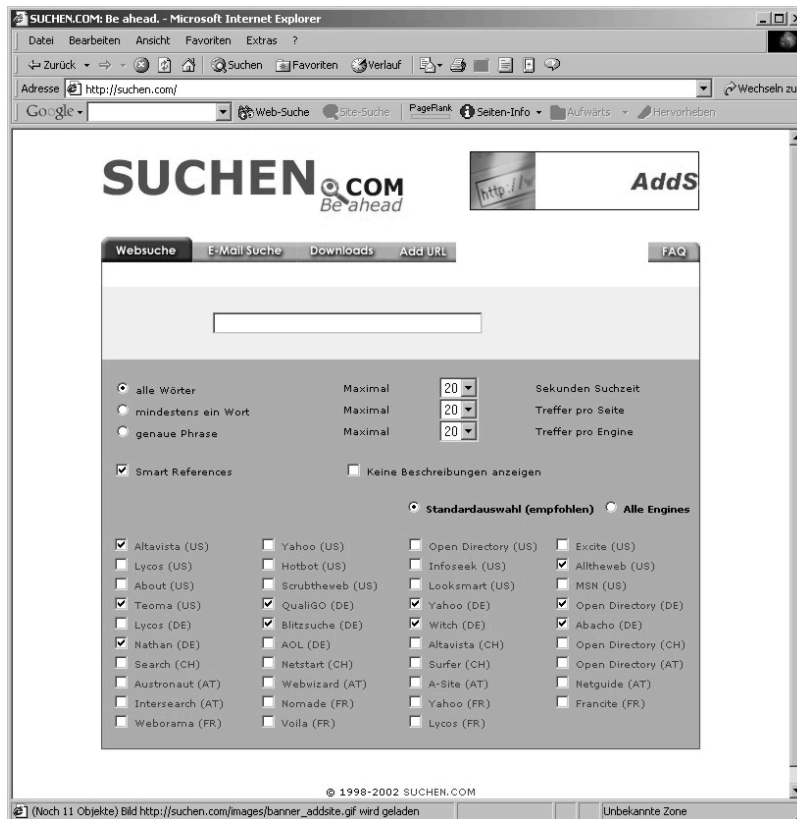 SUCHEN.COM: Be ahead. - Microsoft Internet Explorer
Datei Bearbeiten Ansicht Favoriten Extras ?
Zurück Suchen Favoriten Verlauf
Adresse http://suchen.com/ Wechseln zu
Google Web-Suche Site-Suche PageRank Seiten-Info Aufwärts Hervorheben
SUCHEN.COM
Be ahead
http://w
AddS
Websuche E-Mail Suche Downloads Add URL FAQ
alle Wörter Maximal 20 Sekunden Suchzeit
mindestens ein Wort Maximal 20 Treffer pro Seite
genaue Phrase Maximal 20 Treffer pro Engine
Smart References Keine Beschreibungen anzeigen
Standardauswahl (empfohlen) Alle Engines
Altavista (US) Yahoo (US) Open Directory (US) Excite (US)
Lycos (US) Hotbot (US) Infoseek (US) Alltheweb (US)
About (US) Scrubtheweb (US) Looksmart (US) MSN (US)
Teoma (US) QualiGO (DE) Yahoo (DE) Open Directory (DE)
Lycos (DE) Blitzsuche (DE) Witch (DE) Abacho (DE)
Nathan (DE) AOL (DE) Altavista (CH) Open Directory (CH)
Search (CH) Netstart (CH) Surfer (CH) Open Directory (AT)
Austronaut (AT) Webwizard (AT) A-Site (AT) Netguide (AT)
Intersearch (AT) Nomade (FR) Yahoo (FR) Francite (FR)
Weborama (FR) Voila (FR) Lycos (FR)
© 1998-2002 SUCHEN.COM
(Noch 11 Objekte) Bild http://suchen.com/images/banner_addsite.gif wird geladen Unbekannte Zone